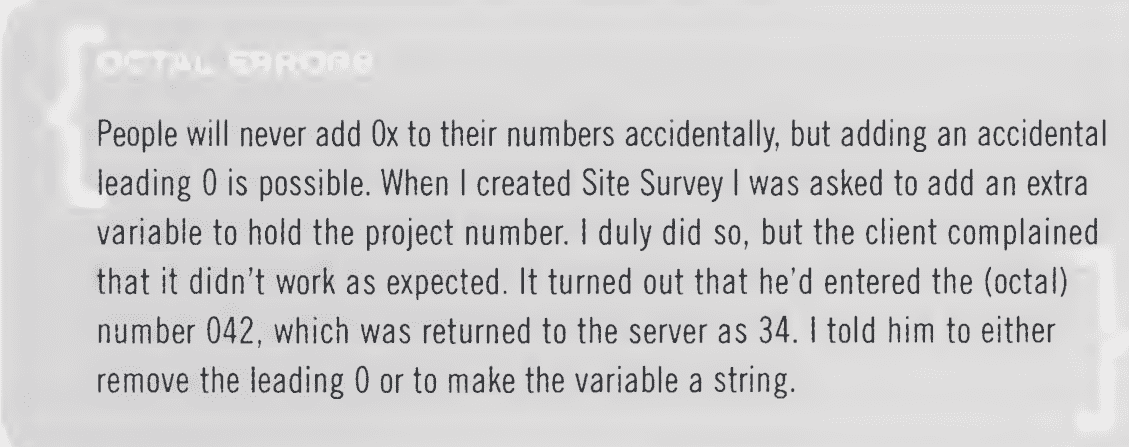 OCTAL ERRORS
People will never add 0x to their numbers accidentally, but adding an accidental
leading 0 is possible. When I created Site Survey I was asked to add an extra
variable to hold the project number. I duly did so, but the client complained
that it didn't work as expected. It turned out that he'd entered the (octal)
number 042, which was returned to the server as 34. I told him to either
remove the leading 0 or to make the variable a string.